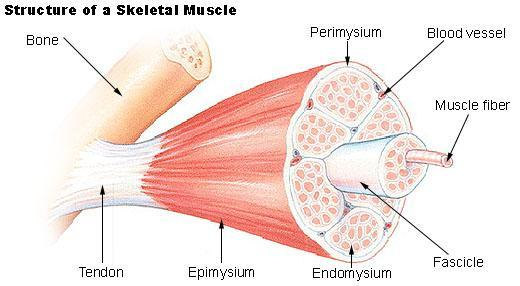 Structure of a Skeletal Muscle
Perimysium
Blood vessel
Bone
Muscle fiber
Fascicle
Tendon
Epimysium
Endomysium